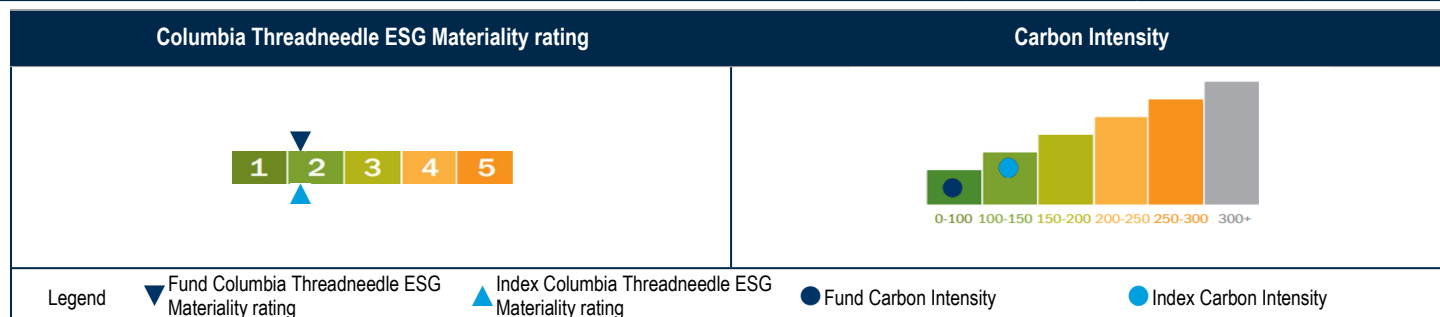 Columbia Threadneedle ESG Materiality rating
Carbon Intensity
1 2 3 4 5
0-100 100-150 150-200 200-250 250-300 300+
Legend
Fund Columbia Threadneedle ESG
Materiality rating
Index Columbia Threadneedle ESG
Materiality rating
Fund Carbon Intensity
Index Carbon Intensity